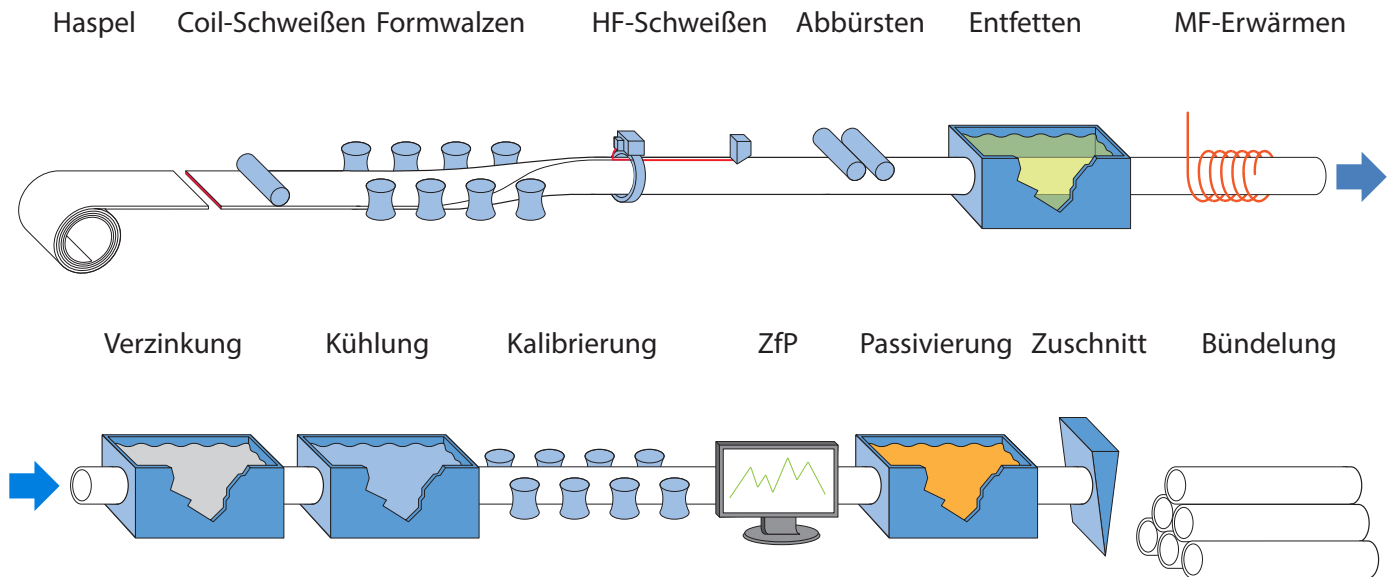 Haspel Coil-Schweißen Formwalzen HF-Schweißen Abbürsten Entfetten MF-Erwärmen
Verzinkung Kühlung Kalibrierung ZfP Passivierung Zuschnitt Bündelung